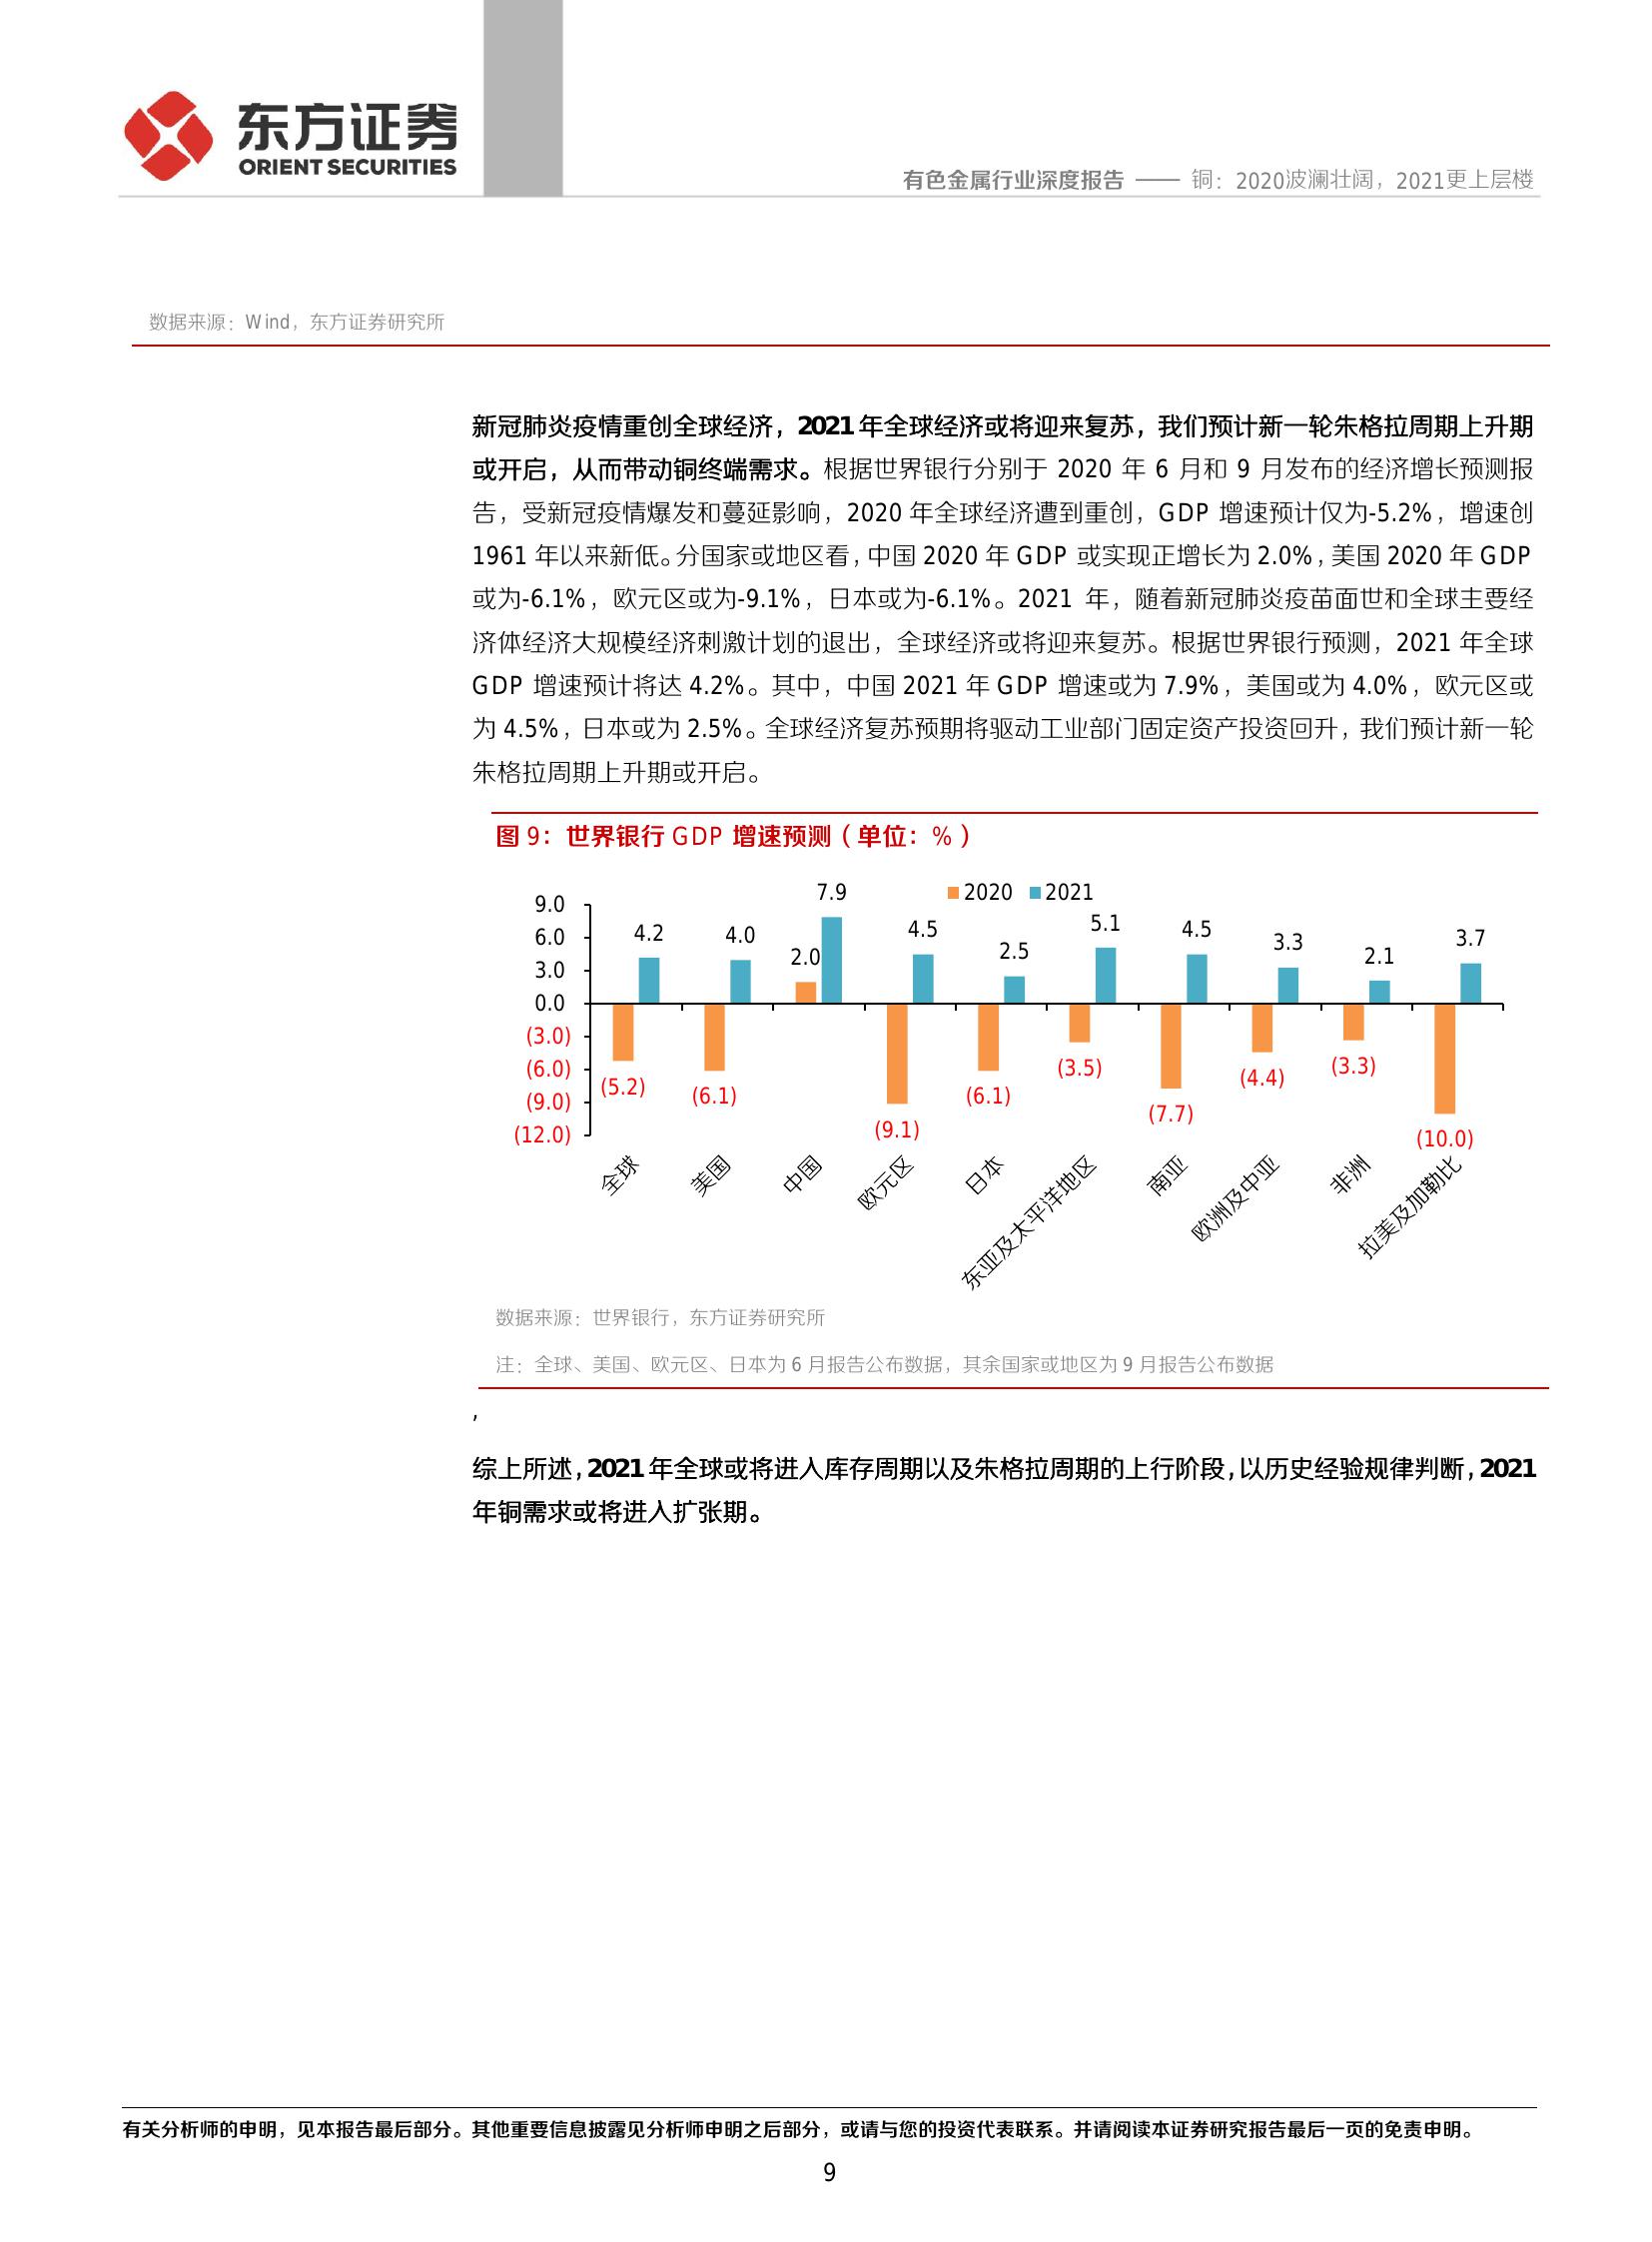 东方证券
ORIENT SECURITIES
有色金属行业深度报告 —— 铜：2020波澜壮阔，2021更上层楼
数据来源：Wind，东方证券研究所
新冠肺炎疫情重创全球经济，2021 年全球经济或将迎来复苏，我们预计新一轮朱格拉周期上升期
或开启，从而带动铜终端需求。根据世界银行分别于 2020 年 6 月和 9 月发布的经济增长预测报
告，受新冠疫情爆发和蔓延影响，2020 年全球经济遭到重创，GDP 增速预计仅为-5.2%，增速创
1961 年以来新低。分国家或地区看，中国 2020 年 GDP 或实现正增长为 2.0%，美国 2020 年 GDP
或为-6.1%，欧元区或为-9.1%，日本或为-6.1%。2021 年，随着新冠肺炎疫苗面世和全球主要经
济体经济大规模经济刺激计划的退出，全球经济或将迎来复苏。根据世界银行预测，2021 年全球
GDP 增速预计将达 4.2%。其中，中国 2021 年 GDP 增速或为 7.9%，美国或为 4.0%，欧元区或
为 4.5%，日本或为 2.5%。全球经济复苏预期将驱动工业部门固定资产投资回升，我们预计新一轮
朱格拉周期上升期或开启。
图 9：世界银行 GDP 增速预测（单位：%）
2020 2021
9.0
6.0
3.0
0.0
(3.0)
(6.0)
(9.0)
(12.0)
4.2 4.0 7.9 4.5 2.5 5.1 4.5 3.3 2.1 3.7
(5.2) (6.1) 2.0 (9.1) (6.1) (3.5) (7.7) (4.4) (3.3) (10.0)
全球 美国 中国 欧元区 日本 东亚及太平洋地区 南亚 欧洲及中亚 非洲 拉美及加勒比
数据来源：世界银行，东方证券研究所
注：全球、美国、欧元区、日本为 6 月报告公布数据，其余国家或地区为 9 月报告公布数据
,
综上所述，2021 年全球或将进入库存周期以及朱格拉周期的上行阶段，以历史经验规律判断，2021
年铜需求或将进入扩张期。
有关分析师的申明，见本报告最后部分。其他重要信息披露见分析师申明之后部分，或请与您的投资代表联系。并请阅读本证券研究报告最后一页的免责申明。
9